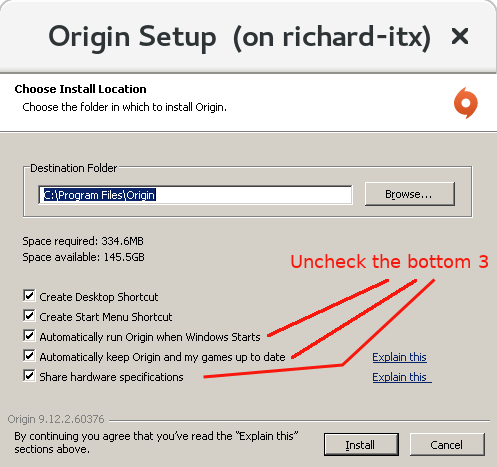 Origin Setup  (on richard-itx) ×
Choose Install Location
Choose the folder in which to install Origin.
Destination Folder
C:\Program Files\Origin
Browse...
Space required: 334.6MB
Space available: 145.5GB
Uncheck the bottom 3
Create Desktop Shortcut
Create Start Menu Shortcut
Automatically run Origin when Windows Starts
Automatically keep Origin and my games up to date Explain this
Share hardware specifications Explain this
Origin 9.12.2.60376
By continuing you agree that you've read the "Explain this"
sections above.
Install
Cancel